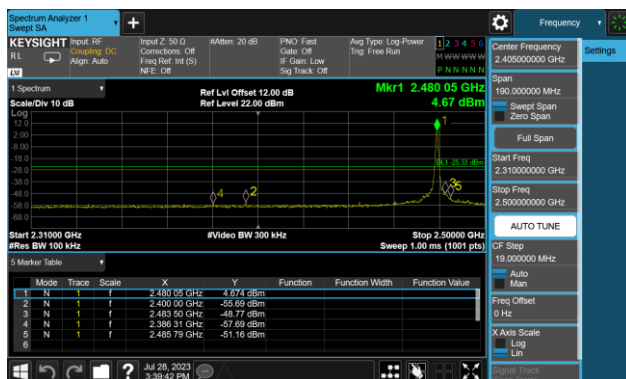 Spectrum Analyzer 1
Swept SA
+
Frequency
KEYSIGHT
RL
LXI
Input: RF
Coupling: DC
Align: Auto
Input Z: 50 Ω
Corrections: Off
Freq Ref: Int (S)
NFE: Off
#Atten: 20 dB
PNO: Fast
Gate: Off
IF Gain: Low
Sig Track: Off
Avg Type: Log-Power
Trig: Free Run
1 2 3 4 5 6
M W W W W W
P N N N N N
Center Frequency
2.405000000 GHz
Settings
Span
190.000000 MHz
Swept Span
Zero Span
Full Span
Start Freq
2.310000000 GHz
Stop Freq
2.500000000 GHz
AUTO TUNE
CF Step
19.000000 MHz
Auto
Man
Freq Offset
0 Hz
X Axis Scale
Log
Lin
Signal Track
1 Spectrum
Scale/Div 10 dB
Log
Ref Lvl Offset 12.00 dB
Ref Level 22.00 dBm
Mkr1 2.480 05 GHz
4.67 dBm
12.0
2.00
-8.00
-18.0
-28.0
-38.0
-48.0
-58.0
-68.0
1
DL1 -25.33 dBm
4
2
3
5
Start 2.31000 GHz
#Res BW 100 kHz
#Video BW 300 kHz
Stop 2.50000 GHz
Sweep 1.00 ms (1001 pts)
5 Marker Table
Mode Trace Scale X Y Function Function Width Function Value
1 N 1 f 2.480 05 GHz 4.674 dBm
2 N 1 f 2.400 00 GHz -55.69 dBm
3 N 1 f 2.483 50 GHz -48.77 dBm
4 N 1 f 2.386 31 GHz -57.69 dBm
5 N 1 f 2.485 79 GHz -51.16 dBm
6
?
Jul 28, 2023
3:39:42 PM